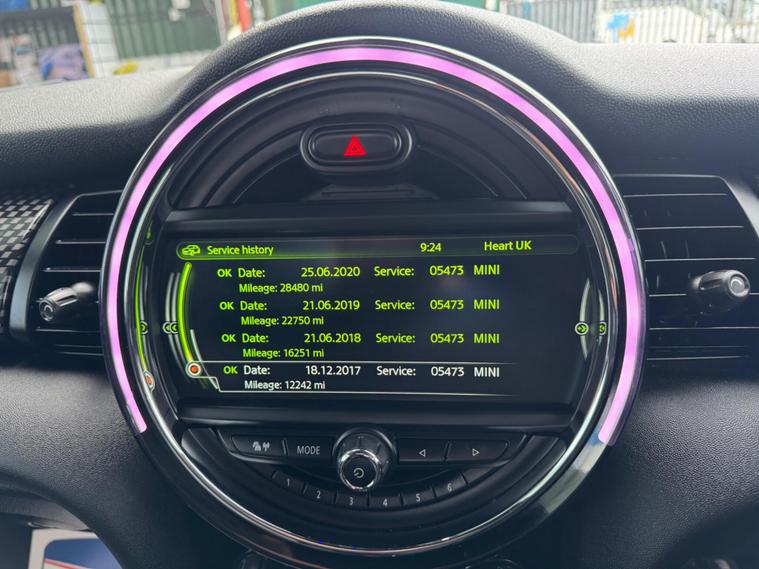 Service history 9:24 Heart UK
OK Date: 25.06.2020 Service: 05473 MINI
Mileage: 28480 mi
OK Date: 21.06.2019 Service: 05473 MINI
Mileage: 22750 mi
OK Date: 21.06.2018 Service: 05473 MINI
Mileage: 16251 mi
OK Date: 18.12.2017 Service: 05473 MINI
Mileage: 12242 mi
MODE
1 2 3 4 5 6